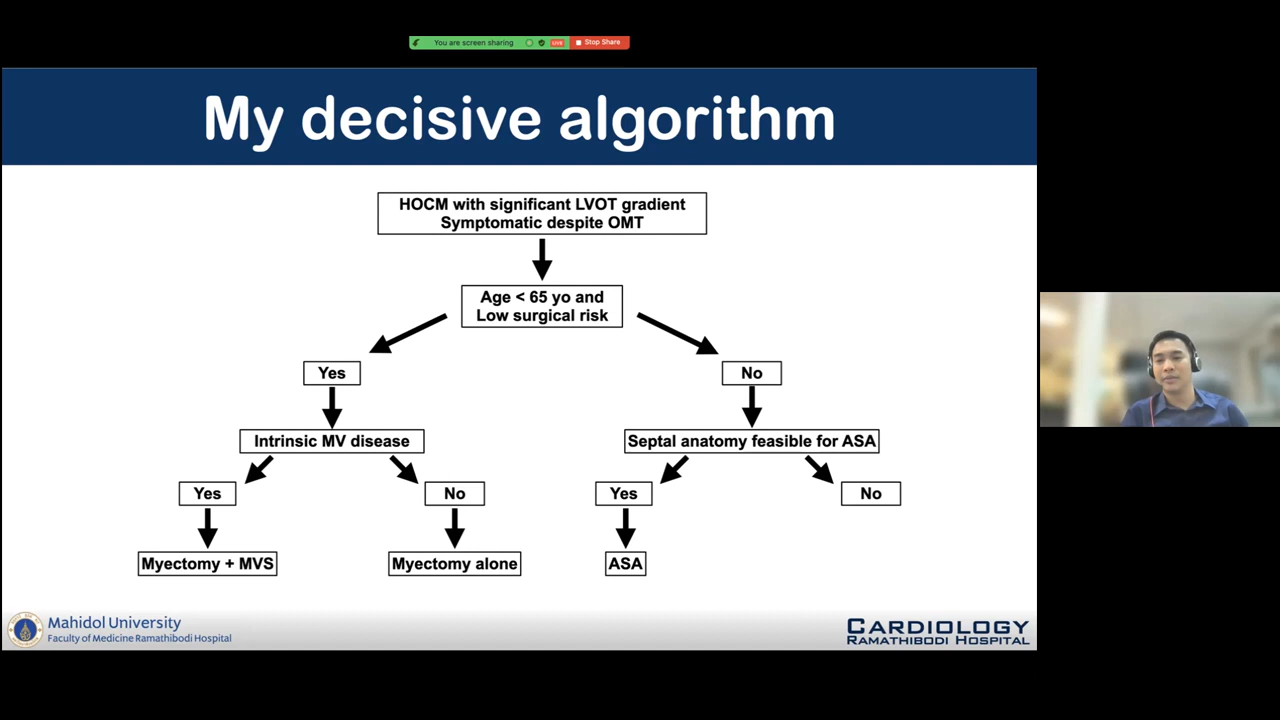 You are screen sharing
LIVE
Stop Share
My decisive algorithm
HOCM with significant LVOT gradient
Symptomatic despite OMT
Age < 65 yo and
Low surgical risk
Yes
No
Intrinsic MV disease
Septal anatomy feasible for ASA
Yes
No
Yes
No
Myectomy + MVS
Myectomy alone
ASA
Mahidol University
Faculty of Medicine Ramathibodi Hospital
CARDIOLOGY
RAMATHIBODI HOSPITAL